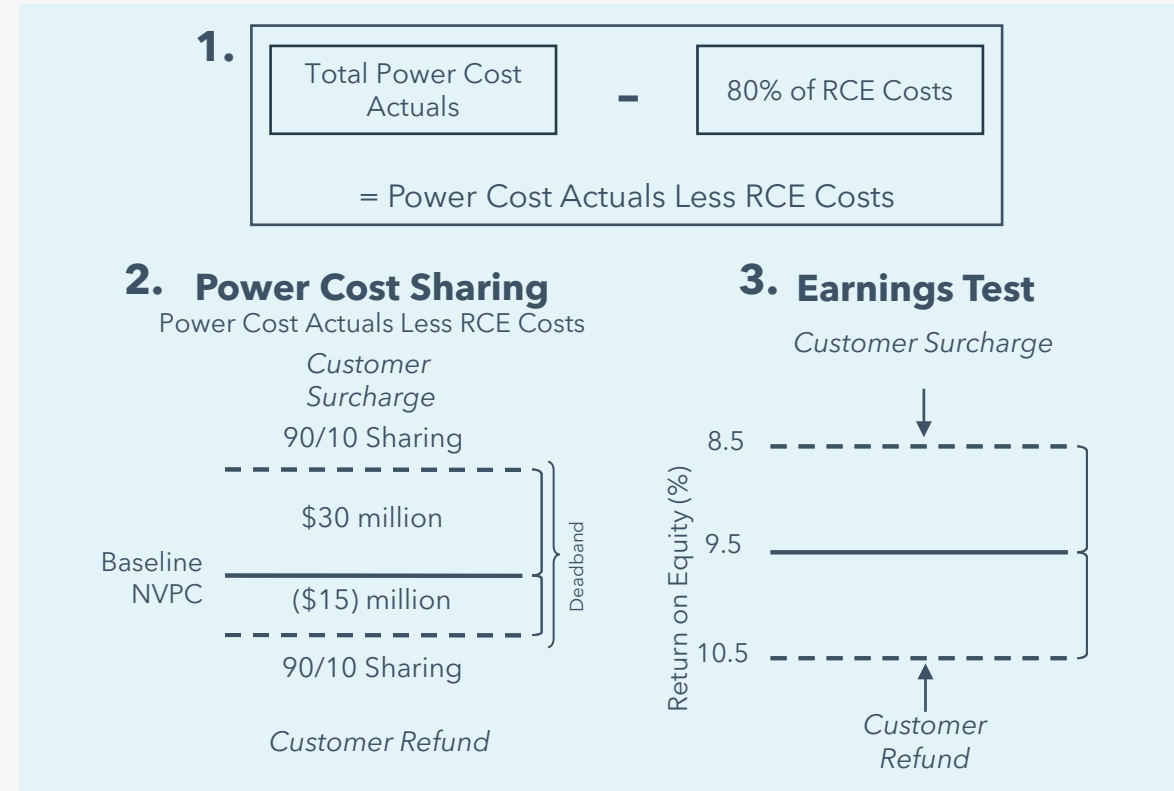 1.
Total Power Cost
Actuals
-
80% of RCE Costs
= Power Cost Actuals Less RCE Costs
2. Power Cost Sharing
Power Cost Actuals Less RCE Costs
Customer
Surcharge
90/10 Sharing
$30 million
Baseline
NVPC
($15) million
Deadband
90/10 Sharing
Customer Refund
3. Earnings Test
Customer Surcharge
8.5
9.5
10.5
Return on Equity (%)
Customer
Refund